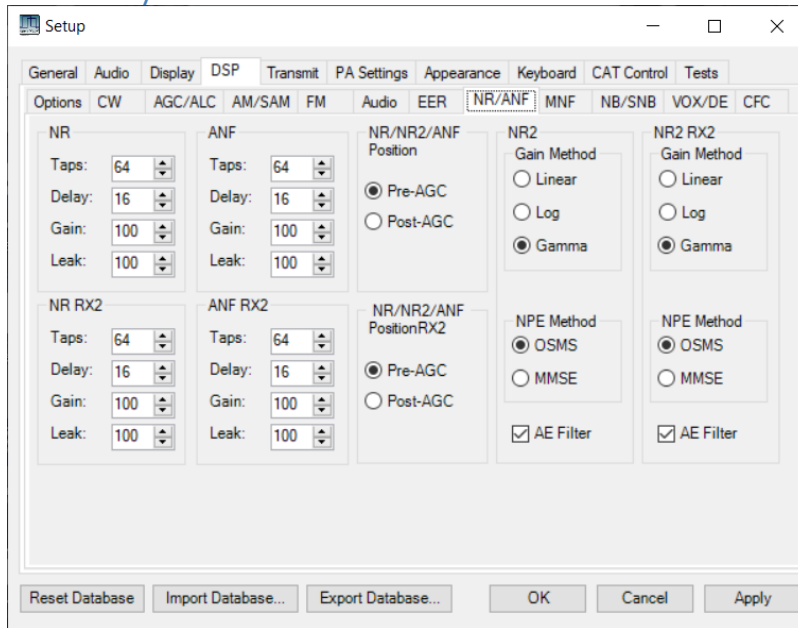 Setup
General Audio Display DSP Transmit PA Settings Appearance Keyboard CAT Control Tests
Options CW AGC/ALC AM/SAM FM Audio EER NR/ANF MNF NB/SNB VOX/DE CFC
NR
Taps: 64
Delay: 16
Gain: 100
Leak: 100
ANF
Taps: 64
Delay: 16
Gain: 100
Leak: 100
NR/NR2/ANF
Position
Pre-AGC
Post-AGC
NR2
Gain Method
Linear
Log
Gamma
NPE Method
OSMS
MMSE
AE Filter
NR2 RX2
Gain Method
Linear
Log
Gamma
NPE Method
OSMS
MMSE
AE Filter
NR RX2
Taps: 64
Delay: 16
Gain: 100
Leak: 100
ANF RX2
Taps: 64
Delay: 16
Gain: 100
Leak: 100
NR/NR2/ANF
PositionRX2
Pre-AGC
Post-AGC
Reset Database Import Database... Export Database... OK Cancel Apply